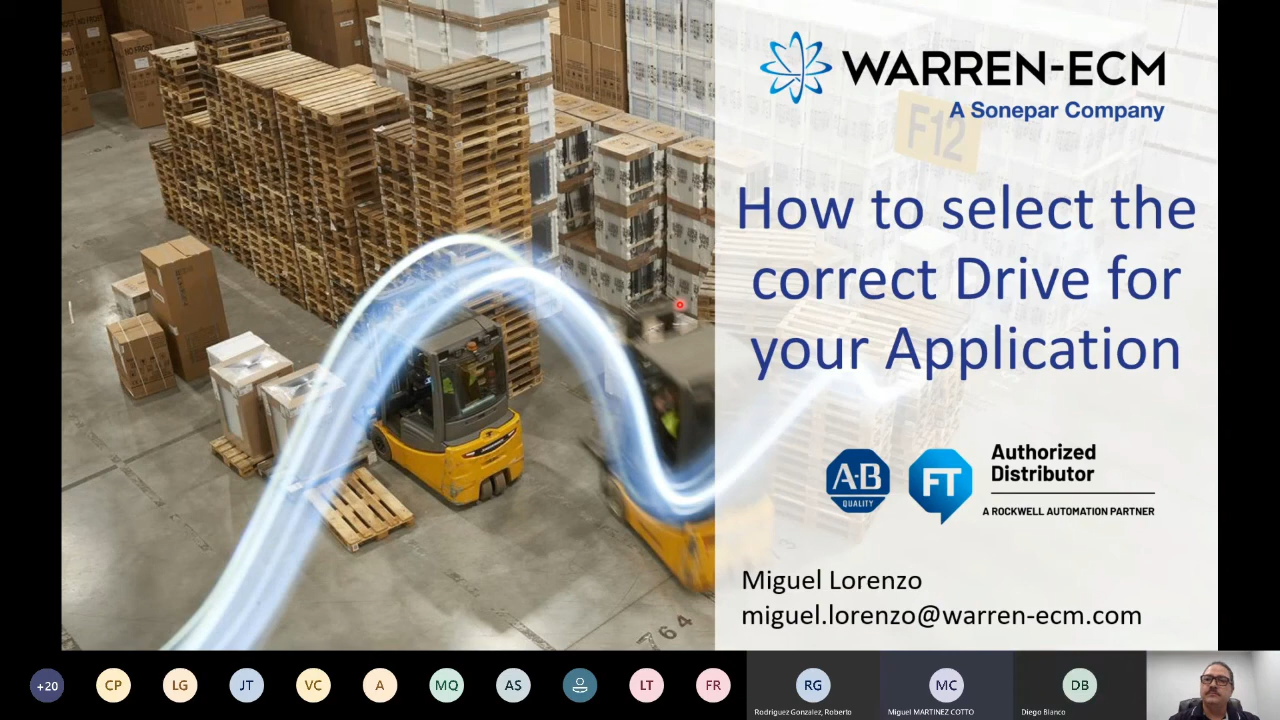 WARREN-ECM
A Sonepar Company
F12
How to select the
correct Drive for
your Application
A·B
QUALITY
FT
Authorized
Distributor
A ROCKWELL AUTOMATION PARTNER
Miguel Lorenzo
miguel.lorenzo@warren-ecm.com
764
+20
CP
LG
JT
VC
A
MQ
AS
LT
FR
RG
MC
DB
Rodriguez Gonzalez, Roberto
Miguel MARTINEZ COTTO
Diego Blanco